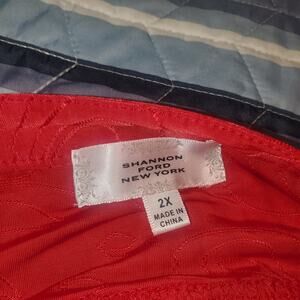 SHANNON
FORD
NEW YORK
2X
MADE IN
CHINA